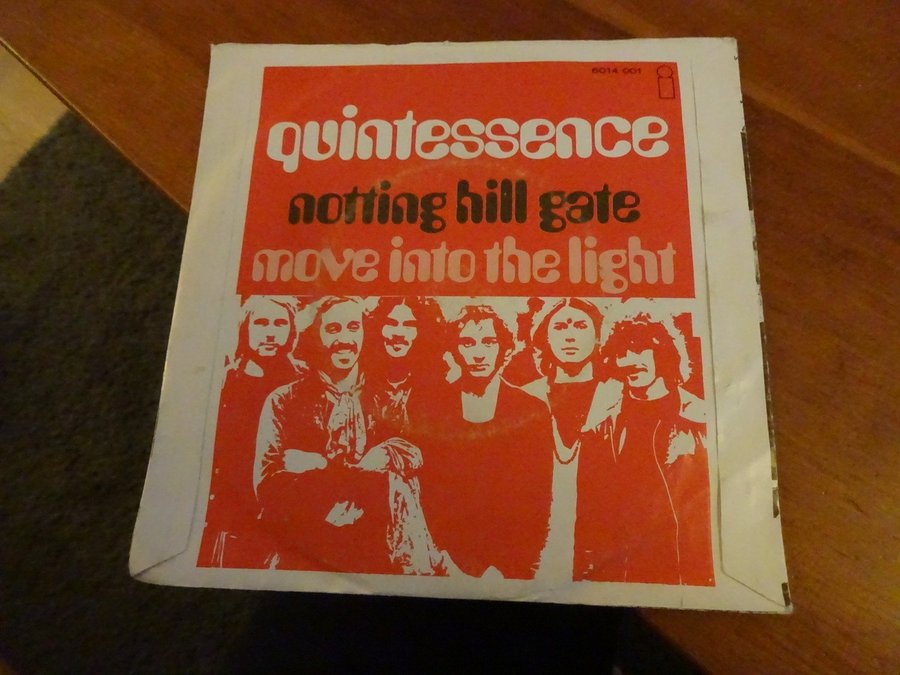 6014 001
quintessence
notting hill gate
move into the light